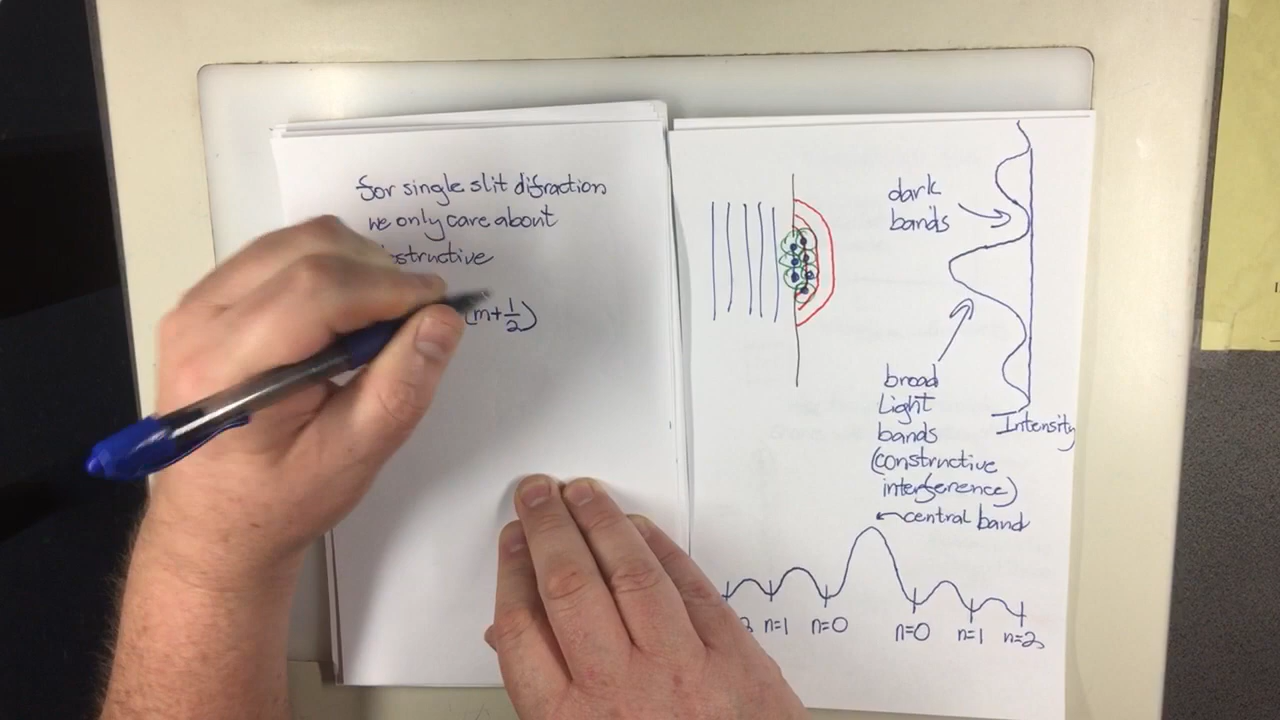 for single slit difraction
we only care about
(m+1/2)
dark
bands
broad
Light
bands
(constructive
interference)
Intensity
central band
n=1 n=0 n=0 n=1 n=2